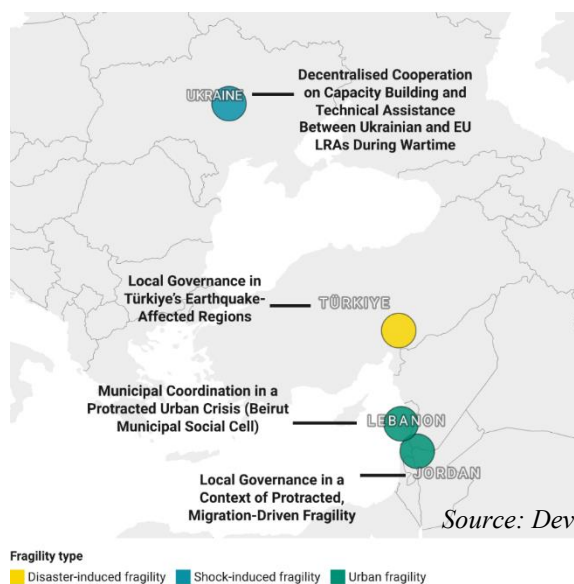 UKRAINE
Decentralised Cooperation
on Capacity Building and
Technical Assistance
Between Ukrainian and EU
LRAs During Wartime
Local Governance in
Türkiye's Earthquake-
Affected Regions
TÜRKIYE
Municipal Coordination in a
Protracted Urban Crisis (Beirut
Municipal Social Cell)
LEBANON
Local Governance in a
Context of Protracted,
Migration-Driven Fragility
JORDAN
Source: Dev
Fragility type
Disaster-induced fragility Shock-induced fragility Urban fragility